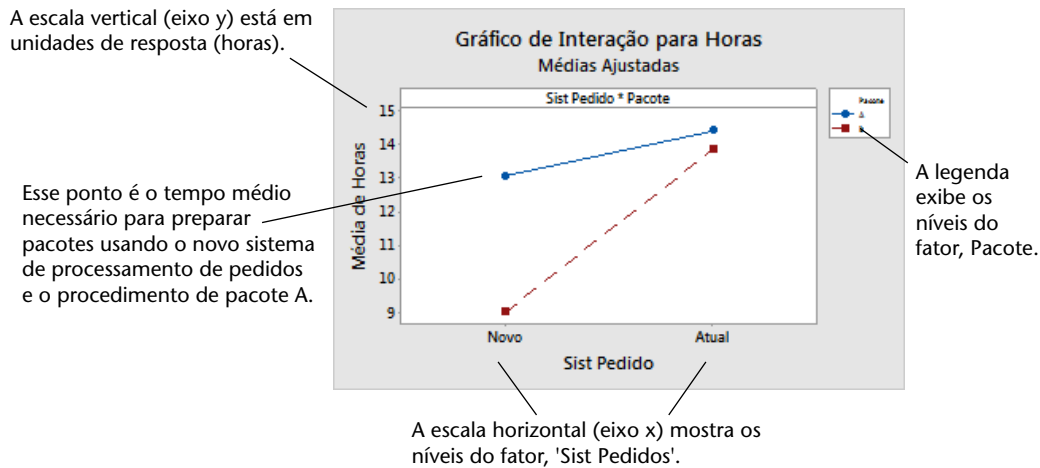 A escala vertical (eixo y) está em
unidades de resposta (horas).
Gráfico de Interação para Horas
Médias Ajustadas
Sist Pedido * Pacote
Pacote
A
B
15
14
13
12
11
10
9
Média de Horas
Novo
Atual
Sist Pedido
Esse ponto é o tempo médio
necessário para preparar
pacotes usando o novo sistema
de processamento de pedidos
e o procedimento de pacote A.
A legenda
exibe os
níveis do
fator, Pacote.
A escala horizontal (eixo x) mostra os
níveis do fator, 'Sist Pedidos'.